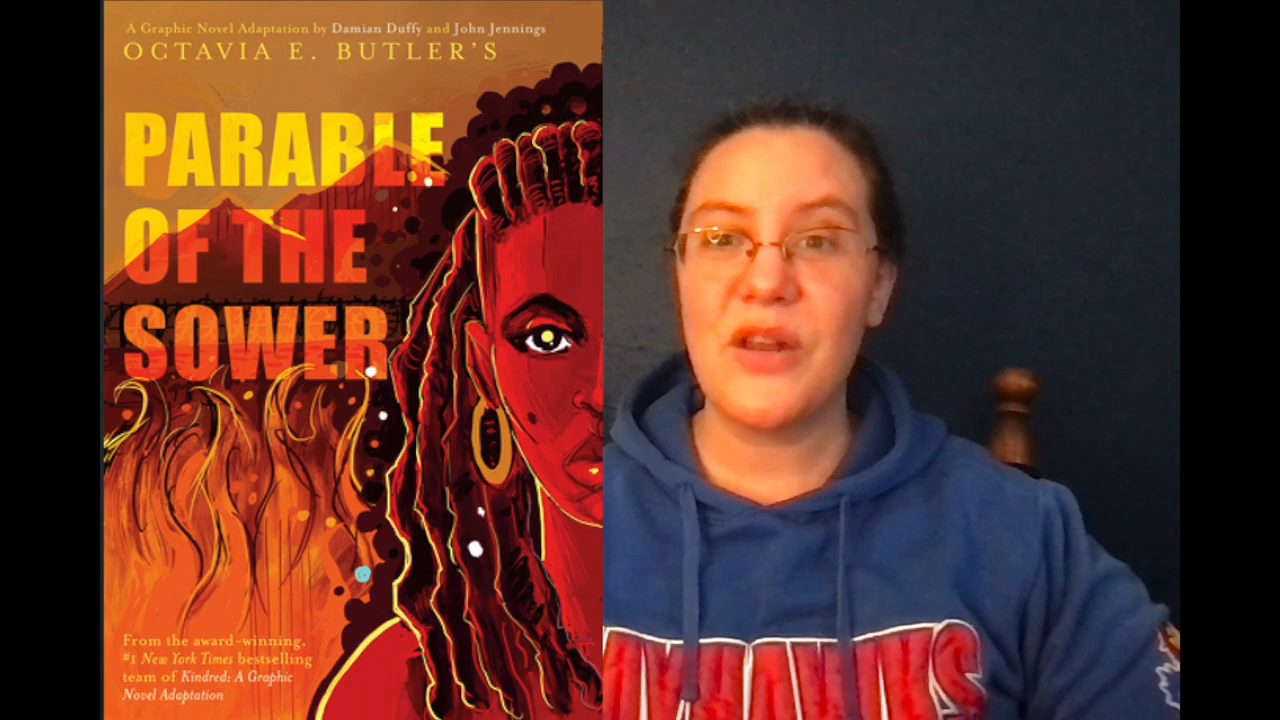 A Graphic Novel Adaptation by Damian Duffy and John Jennings
OCTAVIA E. BUTLER'S
PARABLE
OF THE
SOWER
From the award-winning,
#1 New York Times bestselling
team of Kindred: A Graphic
Novel Adaptation